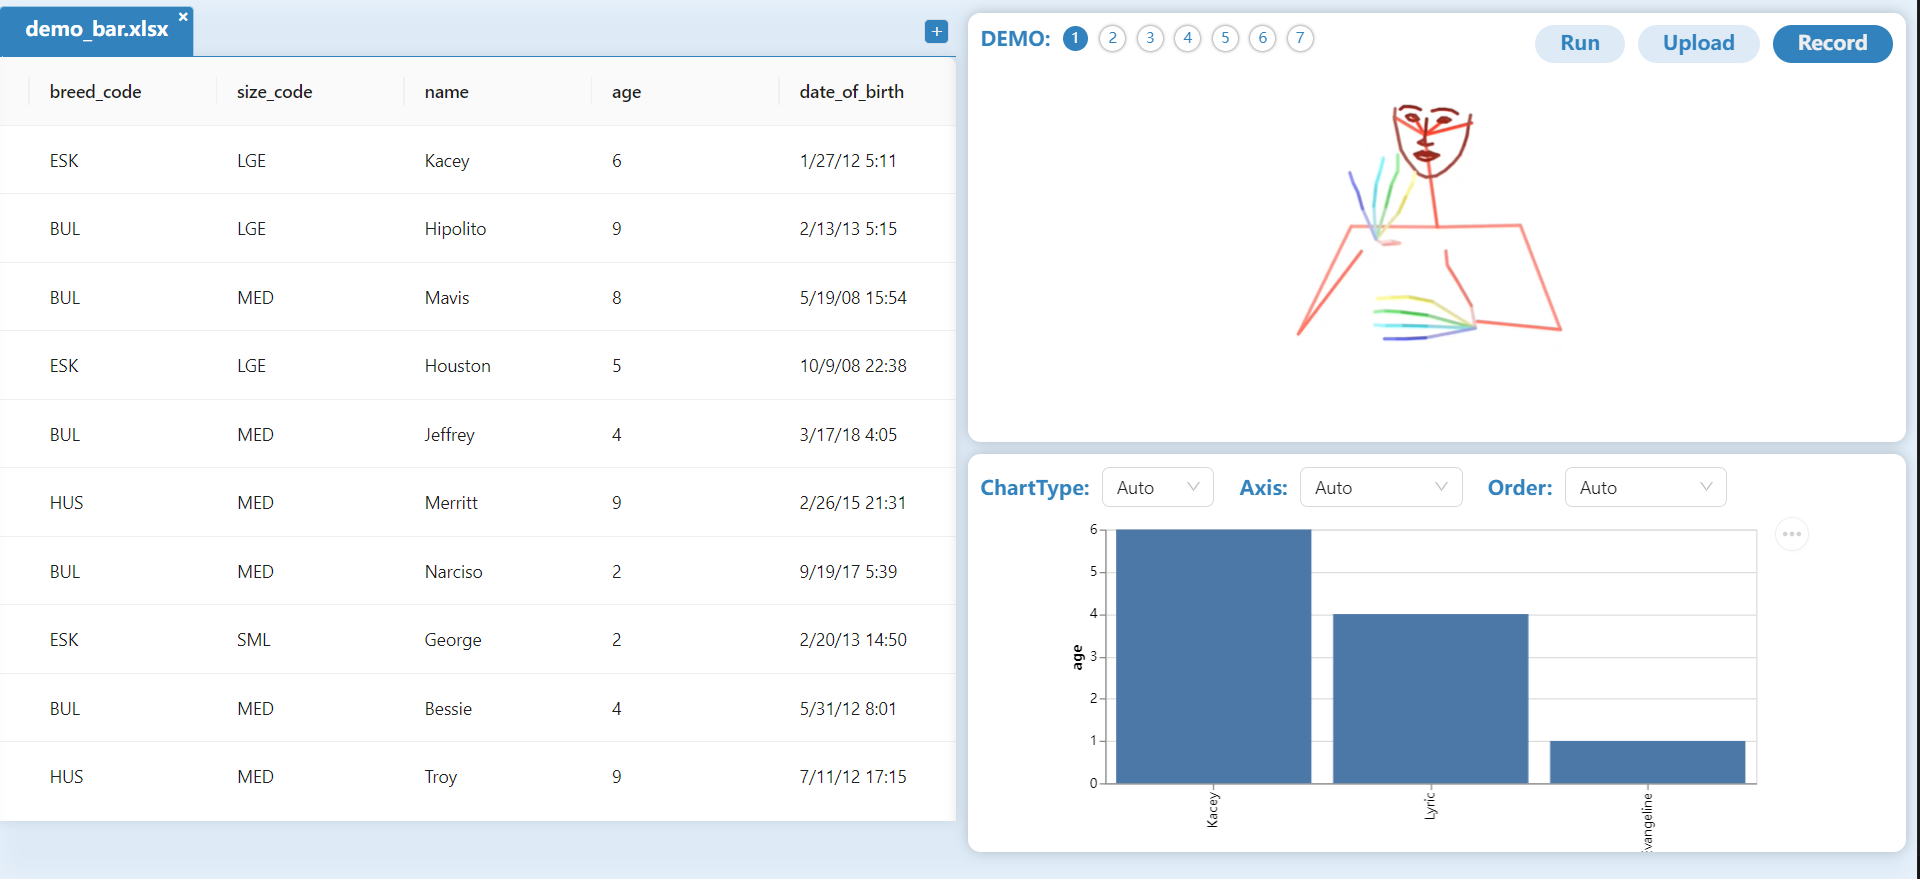 demo_bar.xlsx ×
+
breed_code size_code name age date_of_birth
ESK LGE Kacey 6 1/27/12 5:11
BUL LGE Hipolito 9 2/13/13 5:15
BUL MED Mavis 8 5/19/08 15:54
ESK LGE Houston 5 10/9/08 22:38
BUL MED Jeffrey 4 3/17/18 4:05
HUS MED Merritt 9 2/26/15 21:31
BUL MED Narciso 2 9/19/17 5:39
ESK SML George 2 2/20/13 14:50
BUL MED Bessie 4 5/31/12 8:01
HUS MED Troy 9 7/11/12 17:15
DEMO: 1 2 3 4 5 6 7
Run Upload Record
ChartType: Auto Axis: Auto Order: Auto
6
5
4
3
2
1
0
age
Kacey
Lyric